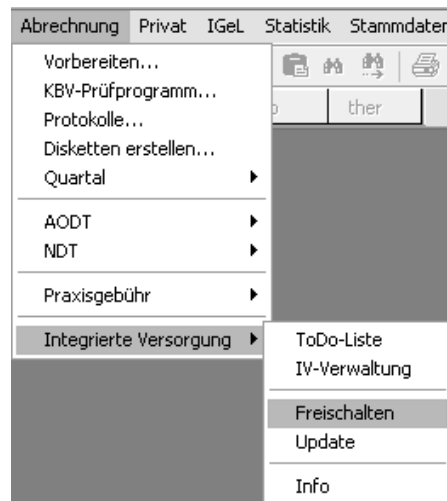 Abrechnung Privat IGeL Statistik Stammdaten
Vorbereiten...
KBV-Prüfprogramm...
Protokolle...
ther
Disketten erstellen...
Quartal
AODT
NDT
Praxisgebühr
Integrierte Versorgung
ToDo-Liste
IV-Verwaltung
Freischalten
Update
Info